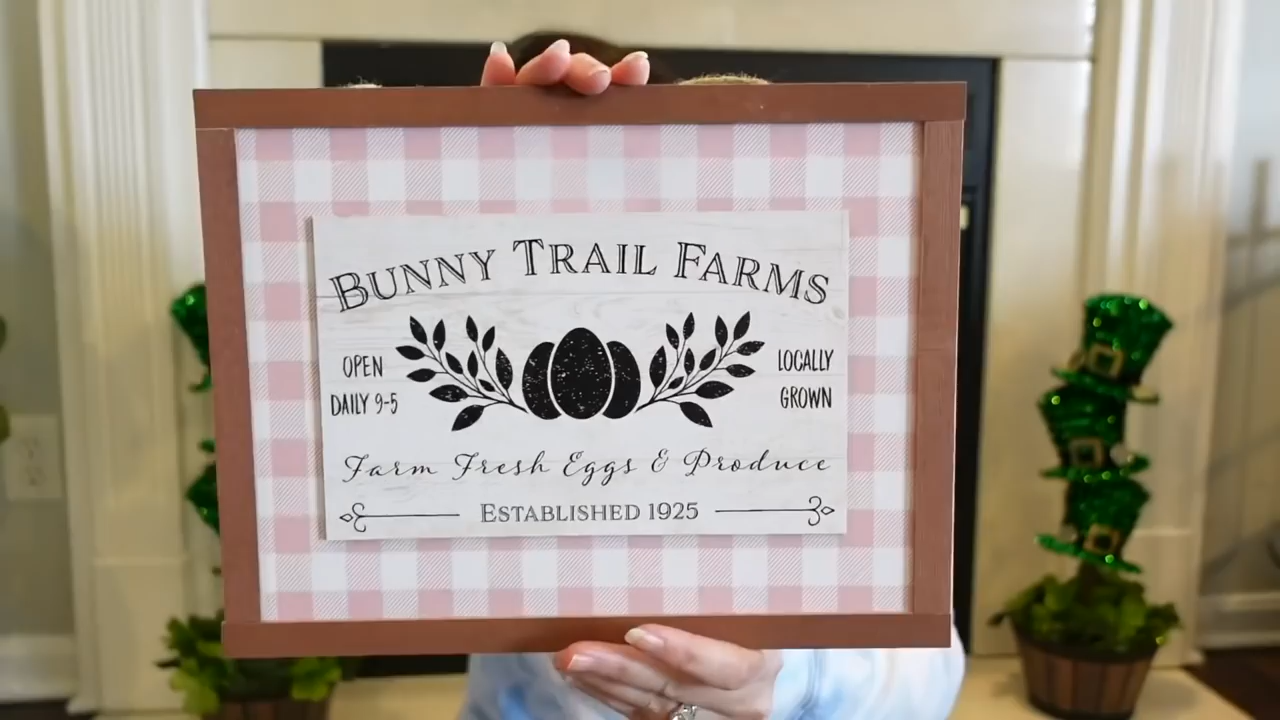 BUNNY TRAIL FARMS
OPEN
DAILY 9-5
LOCALLY
GROWN
Farm Fresh Eggs & Produce
ESTABLISHED 1925